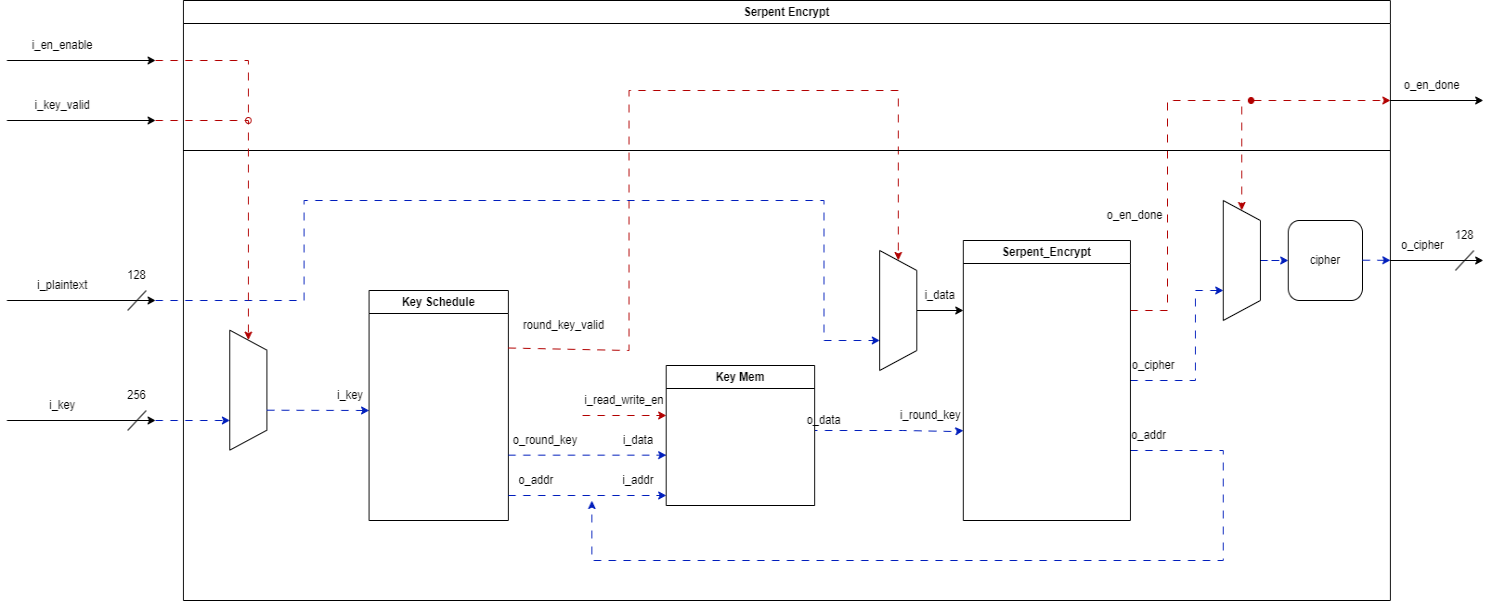 Serpent Encrypt
i_en_enable
o_en_done
i_key_valid
o_en_done
Serpent_Encrypt
o_cipher
128
cipher
i_plaintext
128
i_data
Key Schedule
round_key_valid
o_cipher
Key Mem
i_key
256
i_key
i_read_write_en
o_data
i_round_key
o_round_key
i_data
o_addr
o_addr
i_addr